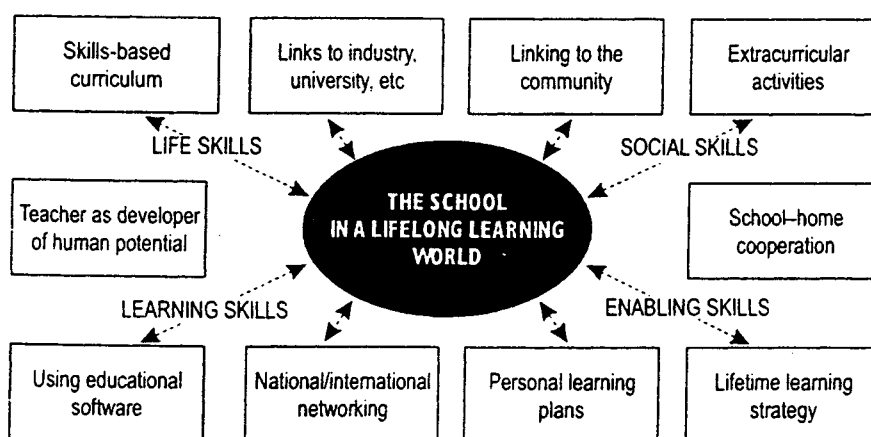 Skills-based
curriculum
Links to industry,
university, etc
Linking to the
community
Extracurricular
activities
LIFE SKILLS
SOCIAL SKILLS
THE SCHOOL
IN A LIFELONG LEARNING
WORLD
Teacher as developer
of human potential
School–home
cooperation
LEARNING SKILLS
ENABLING SKILLS
Using educational
software
National/international
networking
Personal learning
plans
Lifetime learning
strategy